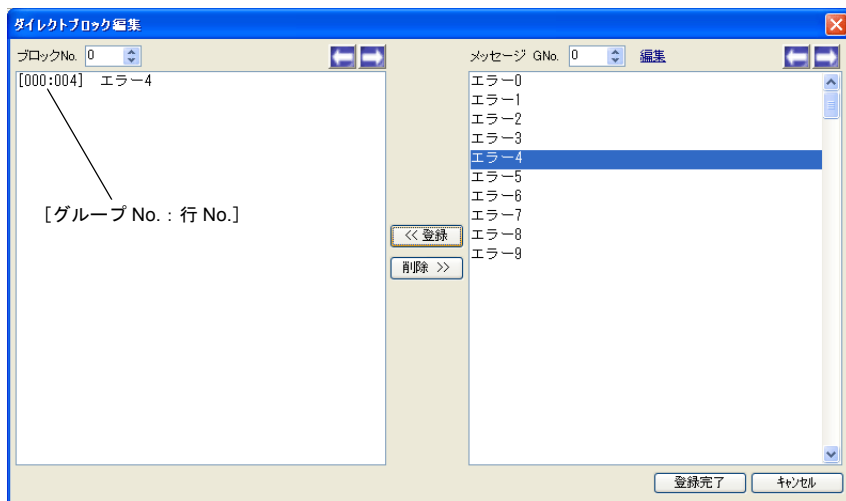 ダイレクトブロック編集
ブロックNo. 0
[000:004] エラー4
[グループ No. : 行 No.]
<< 登録
削除 >>
メッセージ GNo. 0 編集
エラー0
エラー1
エラー2
エラー3
エラー4
エラー5
エラー6
エラー7
エラー8
エラー9
登録完了 キャンセル